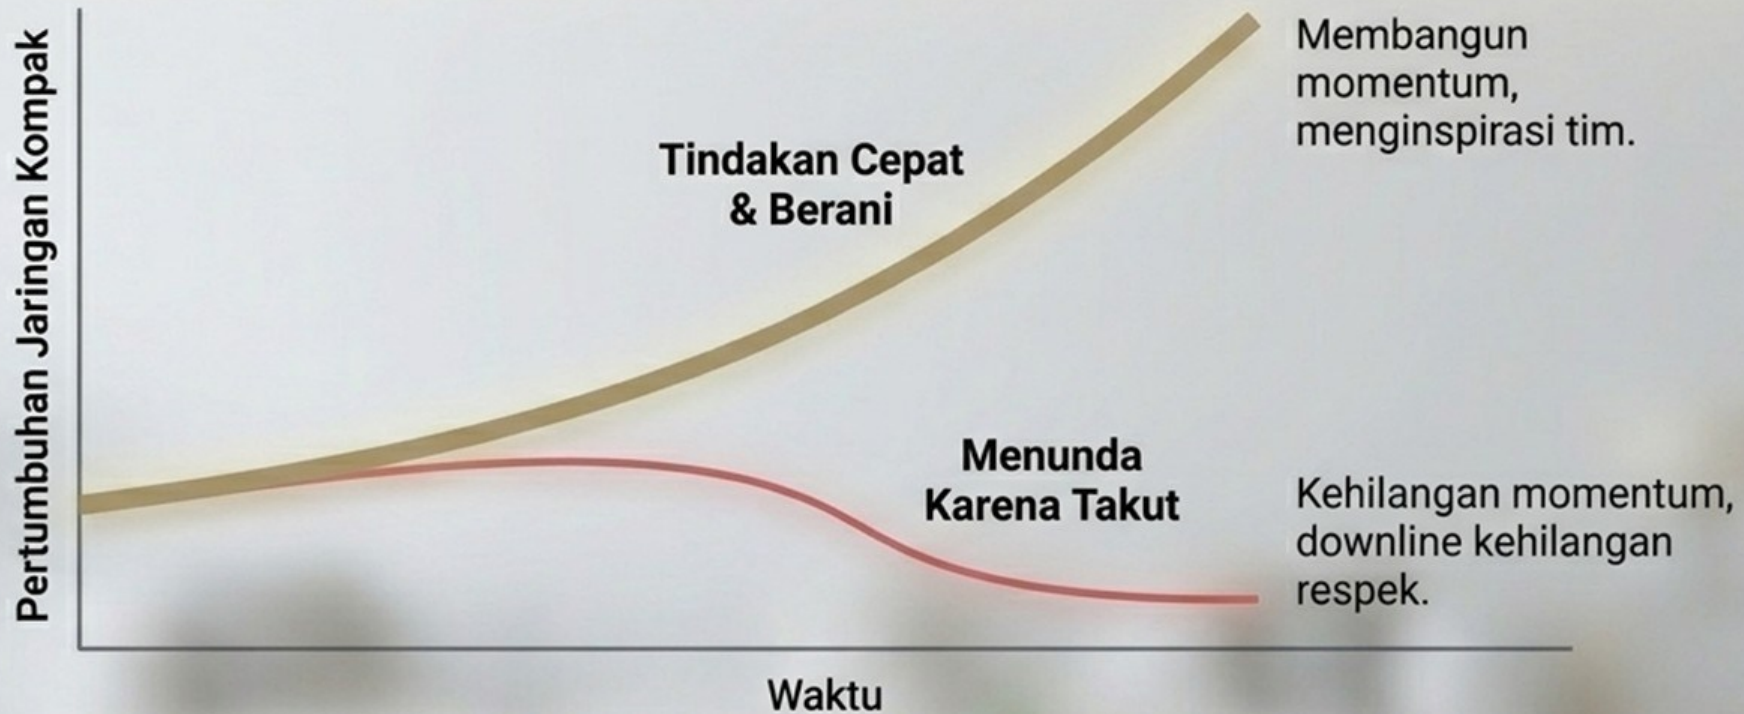 Pertumbuhan Jaringan Kompak
Tindakan Cepat
& Berani
Membangun
momentum,
menginspirasi tim.
Menunda
Karena Takut
Kehilangan momentum,
downline kehilangan
respek.
Waktu